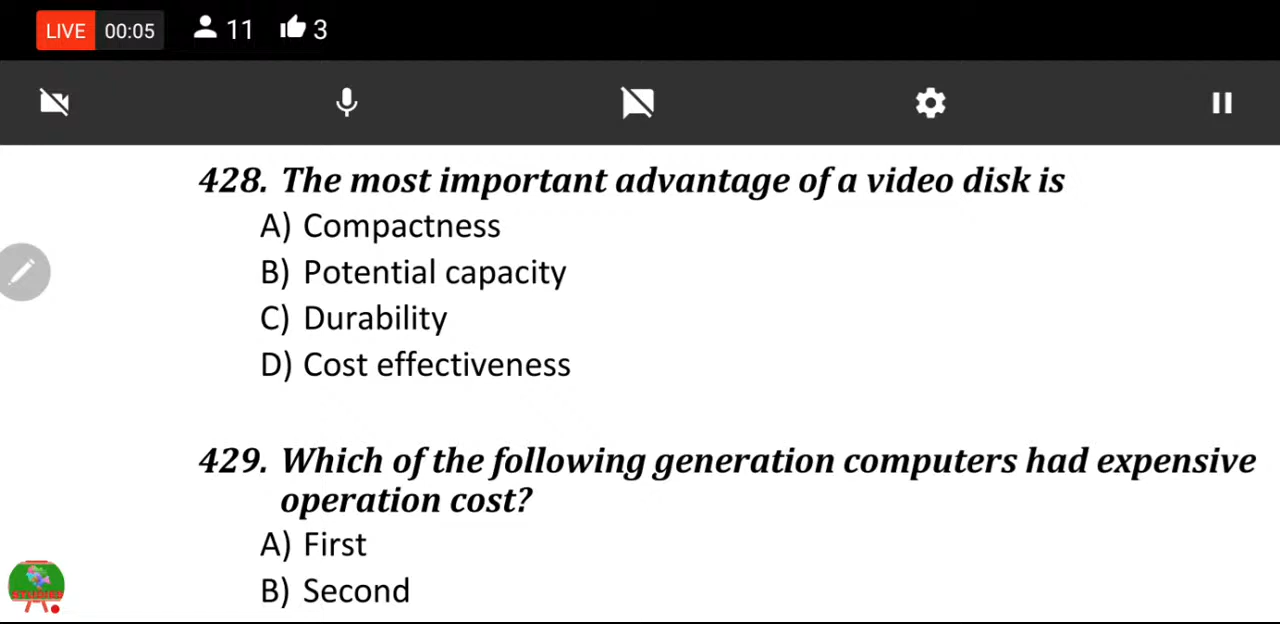 LIVE 00:05 11 3
428. The most important advantage of a video disk is
A) Compactness
B) Potential capacity
C) Durability
D) Cost effectiveness
429. Which of the following generation computers had expensive
operation cost?
A) First
B) Second